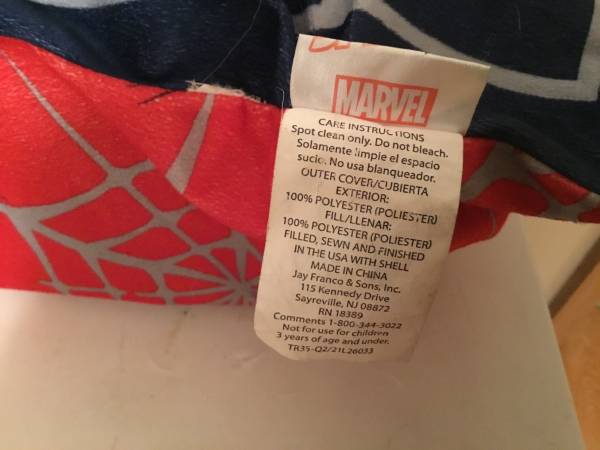 MARVEL
CARE INSTRUCTIONS
Spot clean only. Do not bleach.
Solamente limpie el espacio
sucio. No usa blanqueador.
OUTER COVER/CUBIERTA
EXTERIOR:
100% POLYESTER (POLIESTER)
FILL/LLENAR:
100% POLYESTER (POLIESTER)
FILLED, SEWN AND FINISHED
IN THE USA WITH SHELL
MADE IN CHINA
Jay Franco & Sons, Inc.
115 Kennedy Drive
Sayreville, NJ 08872
RN 18389
Comments 1-800-344-3022
Not for use for children
3 years of age and under.
TR35-Q2/21L26033